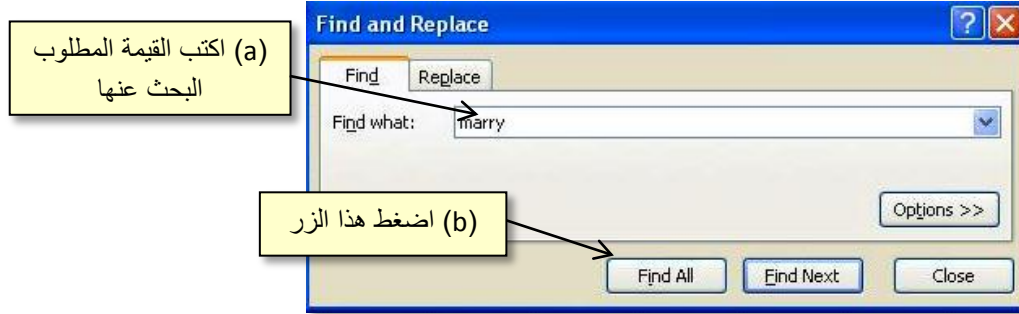 Find and Replace
(a) اكتب القيمة المطلوب
البحث عنها
Find Replace
Find what: marry
Options >>
(b) اضغط هذا الزر
Find All Find Next Close